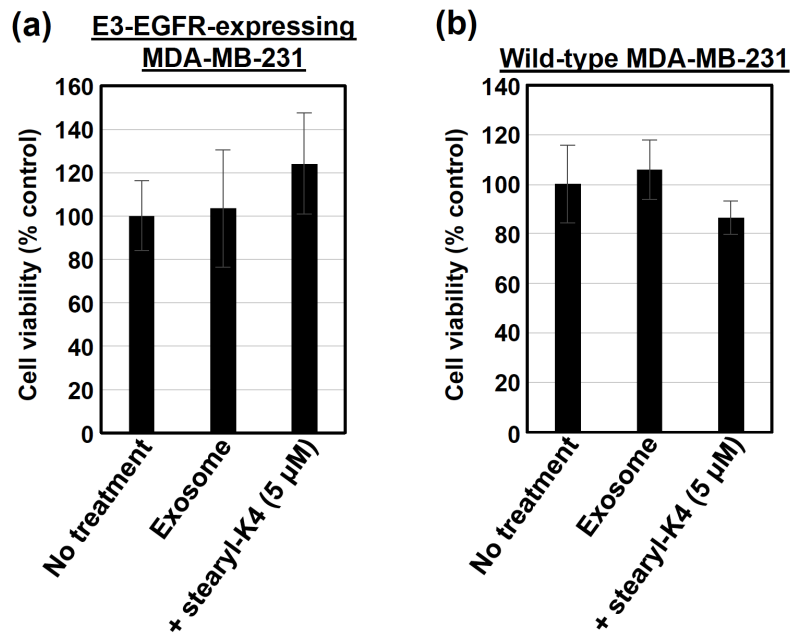 (a)
E3-EGFR-expressing
MDA-MB-231
Cell viability (% control)
160
140
120
100
80
60
40
20
0
No treatment
Exosome
+ stearyl-K4 (5 μM)
(b)
Wild-type MDA-MB-231
Cell viability (% control)
140
120
100
80
60
40
20
0
No treatment
Exosome
+ stearyl-K4 (5 μM)